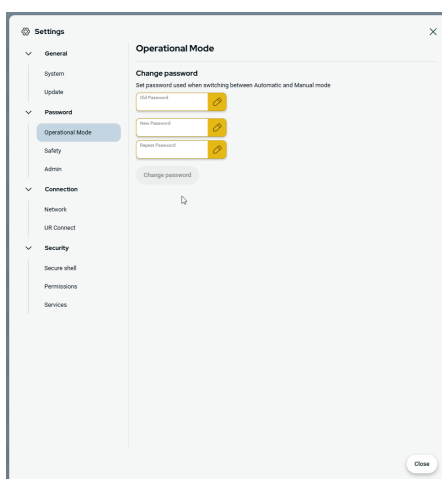 Settings
General
System
Update
Password
Operational Mode
Safety
Admin
Connection
Network
UR Connect
Security
Secure shell
Permissions
Services
Operational Mode
Change password
Set password used when switching between Automatic and Manual mode
Old Password
New Password
Repeat Password
Change password
Close